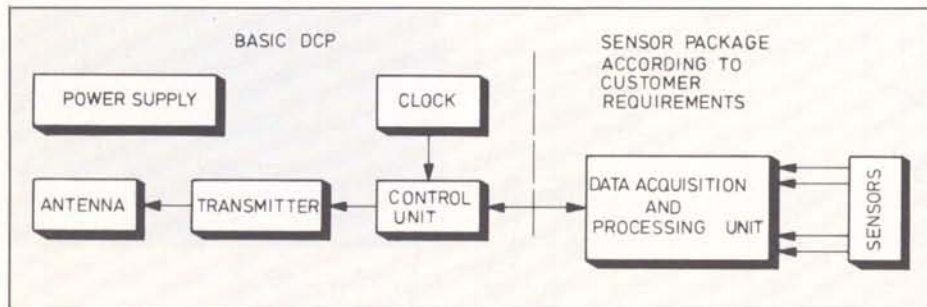 BASIC DCP
SENSOR PACKAGE
ACCORDING TO
CUSTOMER
REQUIREMENTS
POWER SUPPLY
CLOCK
ANTENNA
TRANSMITTER
CONTROL
UNIT
DATA ACQUISITION
AND
PROCESSING UNIT
SENSORS